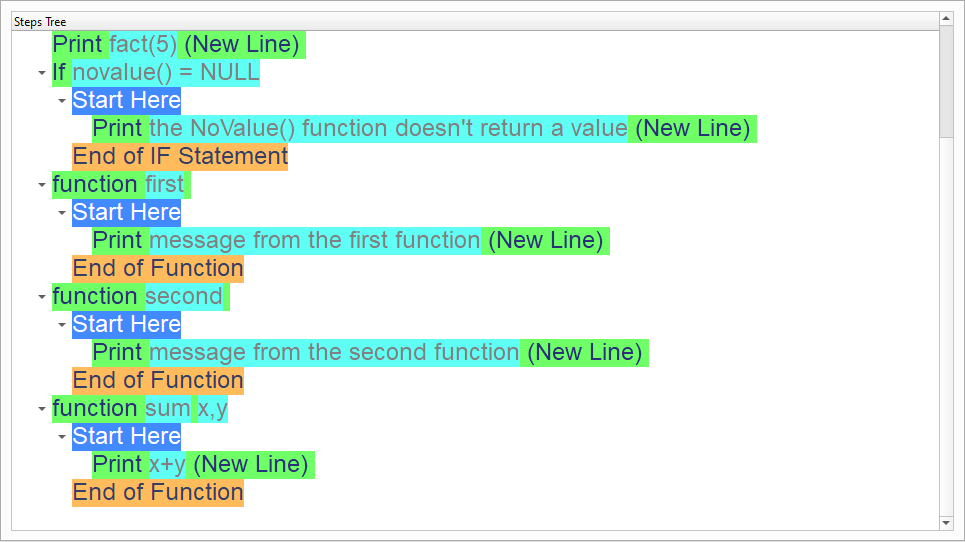 Steps Tree
Print fact(5) (New Line)
If novalue() = NULL
Start Here
Print the NoValue() function doesn't return a value (New Line)
End of IF Statement
function first
Start Here
Print message from the first function (New Line)
End of Function
function second
Start Here
Print message from the second function (New Line)
End of Function
function sum x,y
Start Here
Print x+y (New Line)
End of Function